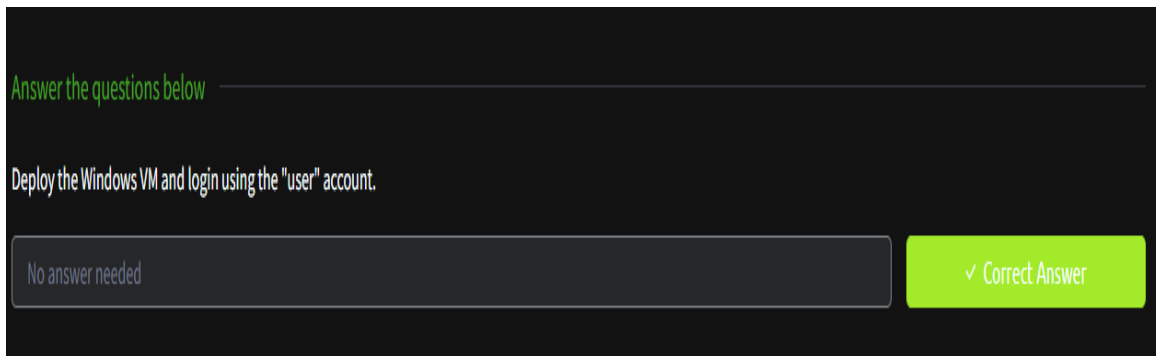 Answer the questions below
Deploy the Windows VM and login using the "user" account.
No answer needed
✓ Correct Answer